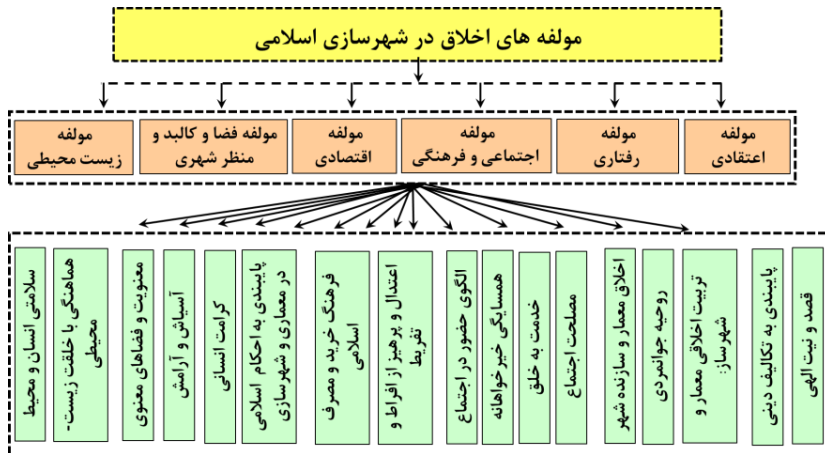 مولفه های اخلاق در شهرسازی اسلامی
مولفه
اعتقادی
مولفه
رفتاری
مولفه
اجتماعی و فرهنگی
مولفه
اقتصادی
مولفه فضا و کالبد و
منظر شهری
مولفه
زیست محیطی
قصد و نیت الهی
پایبندی به تکالیف دینی
تربیت اخلاقی معمار و
شهرساز:
روحیه جوانمردی
اخلاق معمار و سازنده شهر
مصلحت اجتماع
خدمت به خلق
همسایگی خیرخواهانه
الگوی حضور در اجتماع
اعتدال و پرهیز از افراط و
تفریط
فرهنگ خرید و مصرف
اسلامی
پایبندی به احکام اسلامی
در معماری و شهرسازی
کرامت انسانی
آسیاش و آرامش
معنویت و فضاهای معنوی
هماهنگی با خلقت زیست-
محیطی
سلامتی انسان و محیط